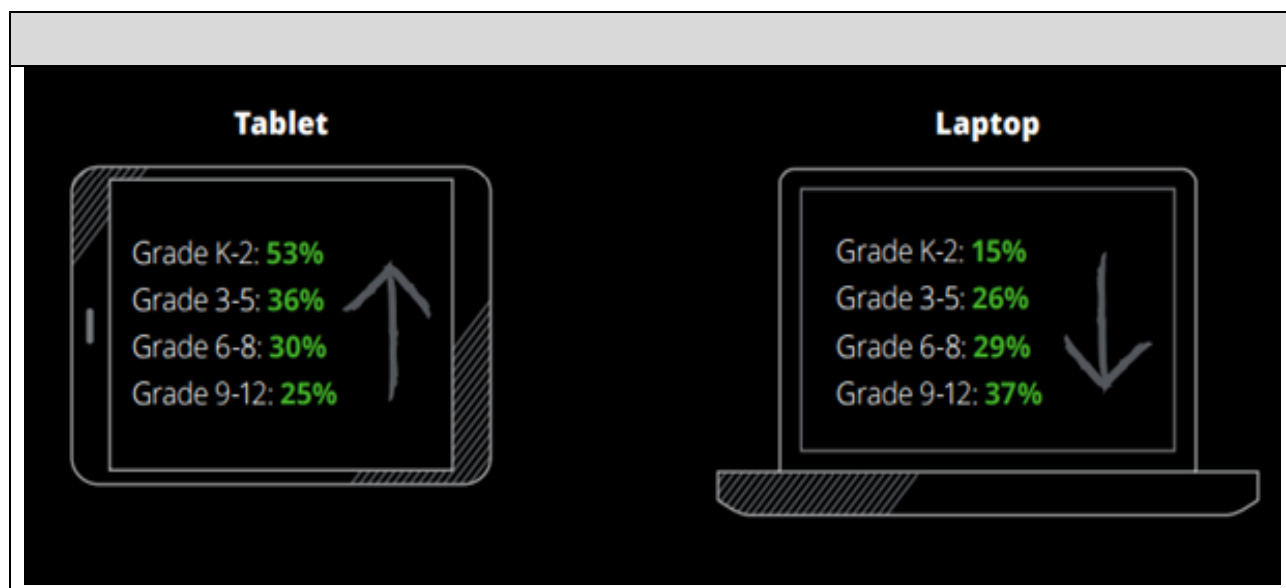 Tablet
Grade K-2: 53%
Grade 3-5: 36%
Grade 6-8: 30%
Grade 9-12: 25%
Laptop
Grade K-2: 15%
Grade 3-5: 26%
Grade 6-8: 29%
Grade 9-12: 37%